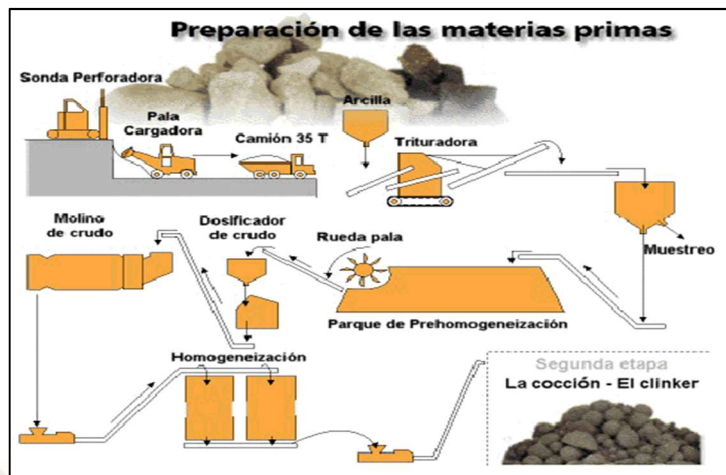 Preparación de las materias primas
Sonda Perforadora
Pala
Cargadora
Camión 35 T
Arcilla
Trituradora
Muestreo
Molino
de crudo
Dosificador
de crudo
Rueda pala
Parque de Prehomogeneización
Homogeneización
Segunda etapa
La cocción - El clinker